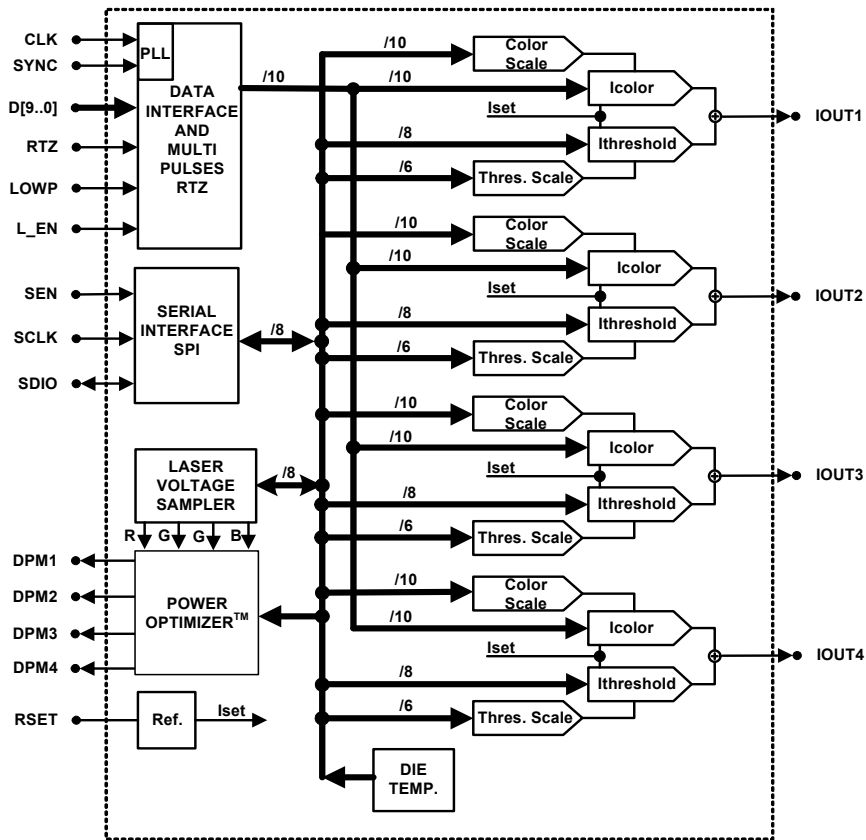 CLK
SYNC
D[9..0]
RTZ
LOWP
L_EN
PLL
DATA
INTERFACE
AND
MULTI
PULSES
RTZ
/10
SEN
SCLK
SDIO
SERIAL
INTERFACE
SPI
/8
LASER
VOLTAGE
SAMPLER
/8
R G G B
DPM1
DPM2
DPM3
DPM4
POWER
OPTIMIZER™
RSET
Ref.
Iset
DIE
TEMP.
/10
Color
Scale
/10
Icolor
Iset
/8
Ithreshold
/6
Thres. Scale
IOUT1
/10
Color
Scale
/10
Icolor
Iset
/8
Ithreshold
/6
Thres. Scale
IOUT2
/10
Color
Scale
/10
Icolor
Iset
/8
Ithreshold
/6
Thres. Scale
IOUT3
/10
Color
Scale
/10
Icolor
Iset
/8
Ithreshold
/6
Thres. Scale
IOUT4